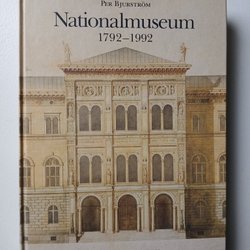 PER BJURSTRÖM
Nationalmuseum
1792–1992